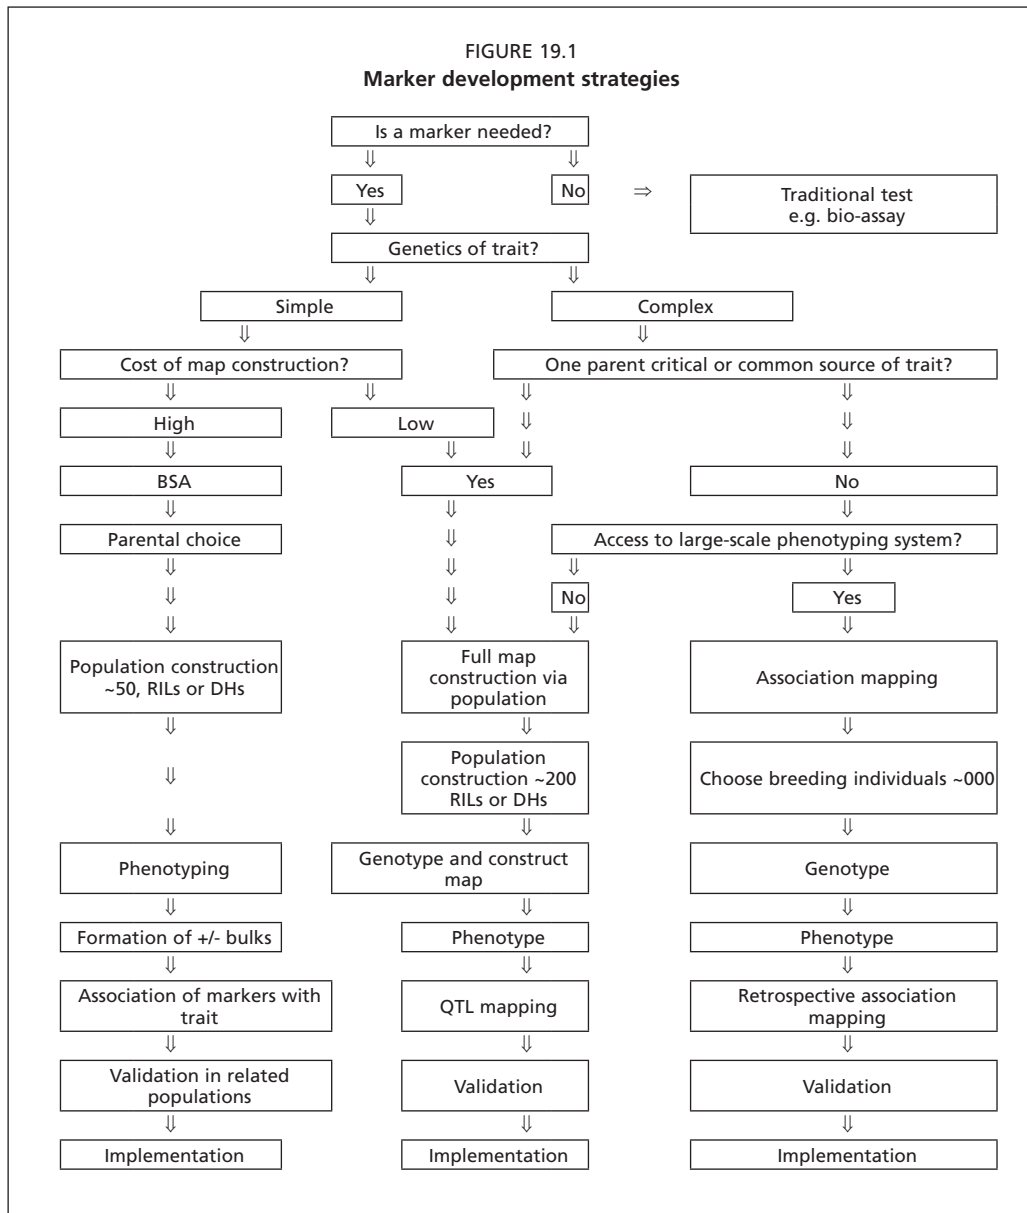 FIGURE 19.1
Marker development strategies
Is a marker needed?
⇓ ⇓
Yes No ⇒ Traditional test
e.g. bio-assay
⇓
Genetics of trait?
⇓ ⇓
Simple Complex
⇓ ⇓
Cost of map construction? One parent critical or common source of trait?
⇓ ⇓ ⇓ ⇓
High Low ⇓ ⇓
⇓ ⇓ ⇓ ⇓
BSA Yes No
⇓ ⇓ ⇓
Parental choice ⇓ Access to large-scale phenotyping system?
⇓ ⇓ ⇓ ⇓
⇓ ⇓ No Yes
⇓ ⇓ ⇓ ⇓
Population construction
~50, RILs or DHs
Full map
construction via
population
Association mapping
⇓ ⇓ ⇓
⇓
Population
construction ~200
RILs or DHs
Choose breeding individuals ~000
⇓ ⇓ ⇓
Phenotyping
Genotype and construct
map
Genotype
⇓ ⇓ ⇓
Formation of +/- bulks Phenotype Phenotype
⇓ ⇓ ⇓
Association of markers with
trait
QTL mapping
Retrospective association
mapping
⇓ ⇓ ⇓
Validation in related
populations
Validation
Validation
⇓ ⇓ ⇓
Implementation Implementation Implementation